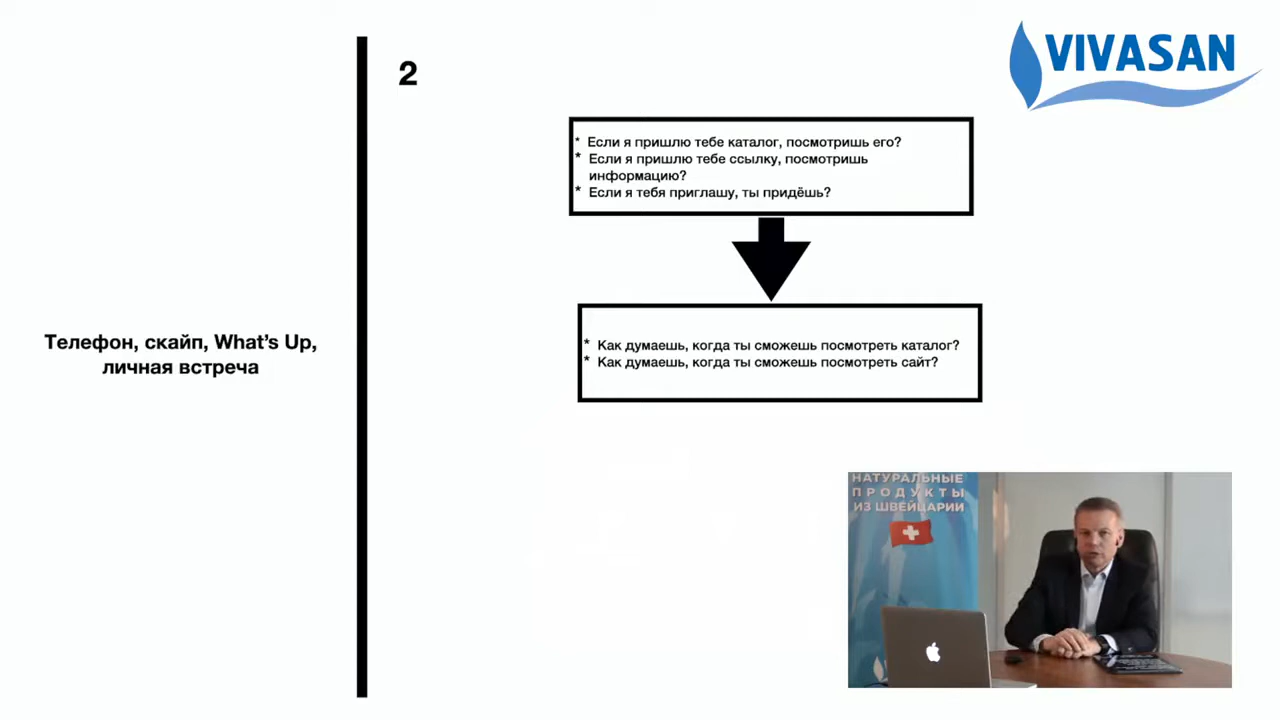 VIVASAN
2
* Если я пришлю тебе каталог, посмотришь его?
* Если я пришлю тебе ссылку, посмотришь
информацию?
* Если я тебя приглашу, ты придёшь?
Телефон, скайп, What's Up,
личная встреча
* Как думаешь, когда ты сможешь посмотреть каталог?
* Как думаешь, когда ты сможешь посмотреть сайт?
НАТУРАЛЬНЫЕ
ПРОДУКТЫ
ИЗ ШВЕЙЦАРИИ